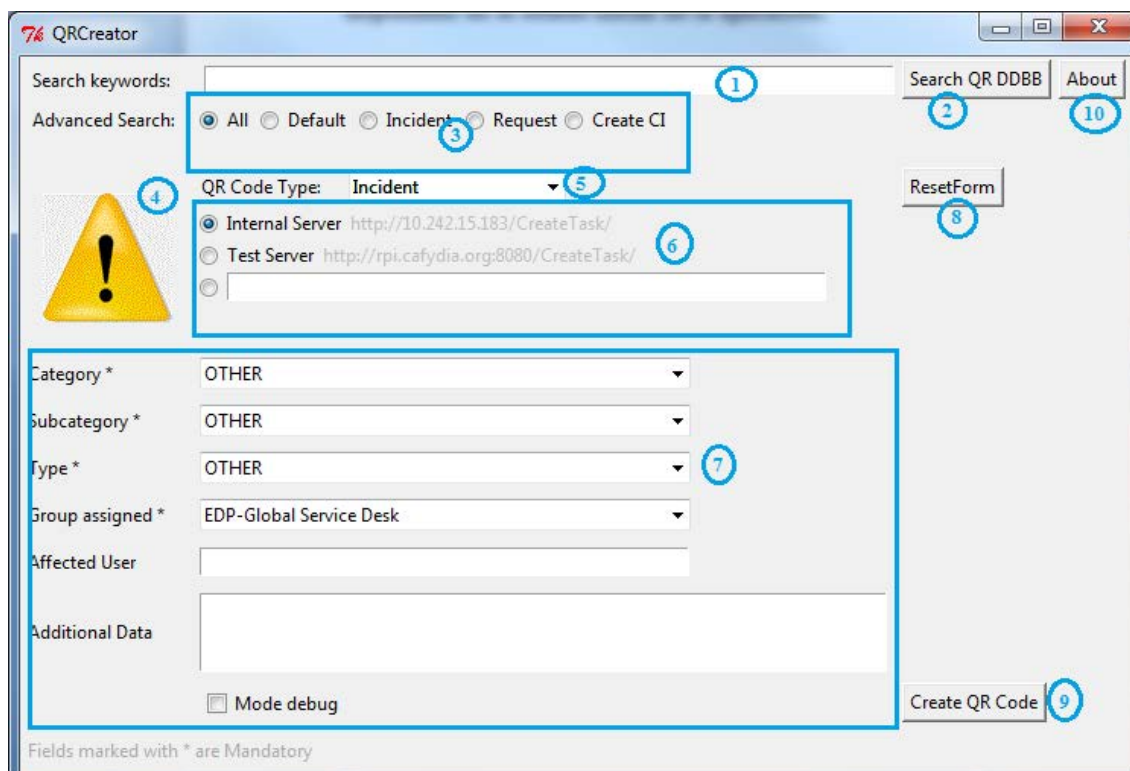 QRCreator
Search keywords: 1 Search QR DDBB About
2 10
Advanced Search: All Default Incident Request Create CI
3
4 QR Code Type: Incident 5 ResetForm
8
Internal Server http://10.242.15.183/CreateTask/
6
Test Server http://rpi.cafydia.org:8080/CreateTask/
Category * OTHER
Subcategory * OTHER
Type * OTHER 7
Group assigned * EDP-Global Service Desk
Affected User
Additional Data
Mode debug Create QR Code 9
Fields marked with * are Mandatory